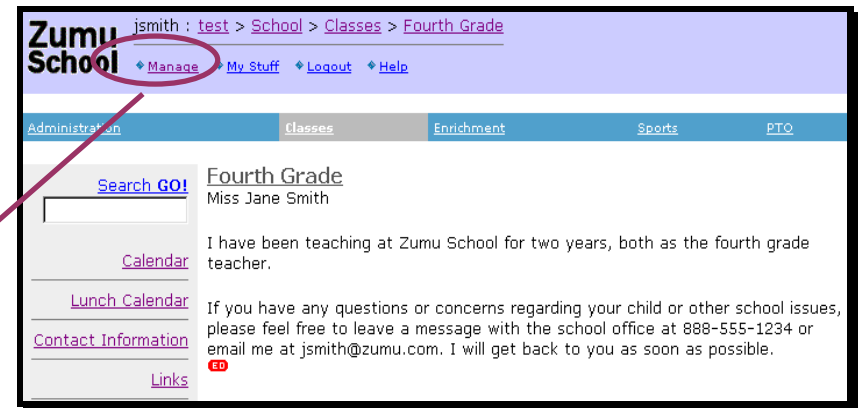 Zumu School
jsmith : test > School > Classes > Fourth Grade
Manage My Stuff Logout Help
Administration Classes Enrichment Sports PTO
Search GO!
Calendar
Lunch Calendar
Contact Information
Links
Fourth Grade
Miss Jane Smith
I have been teaching at Zumu School for two years, both as the fourth grade
teacher.
If you have any questions or concerns regarding your child or other school issues,
please feel free to leave a message with the school office at 888-555-1234 or
email me at jsmith@zumu.com. I will get back to you as soon as possible.
ED